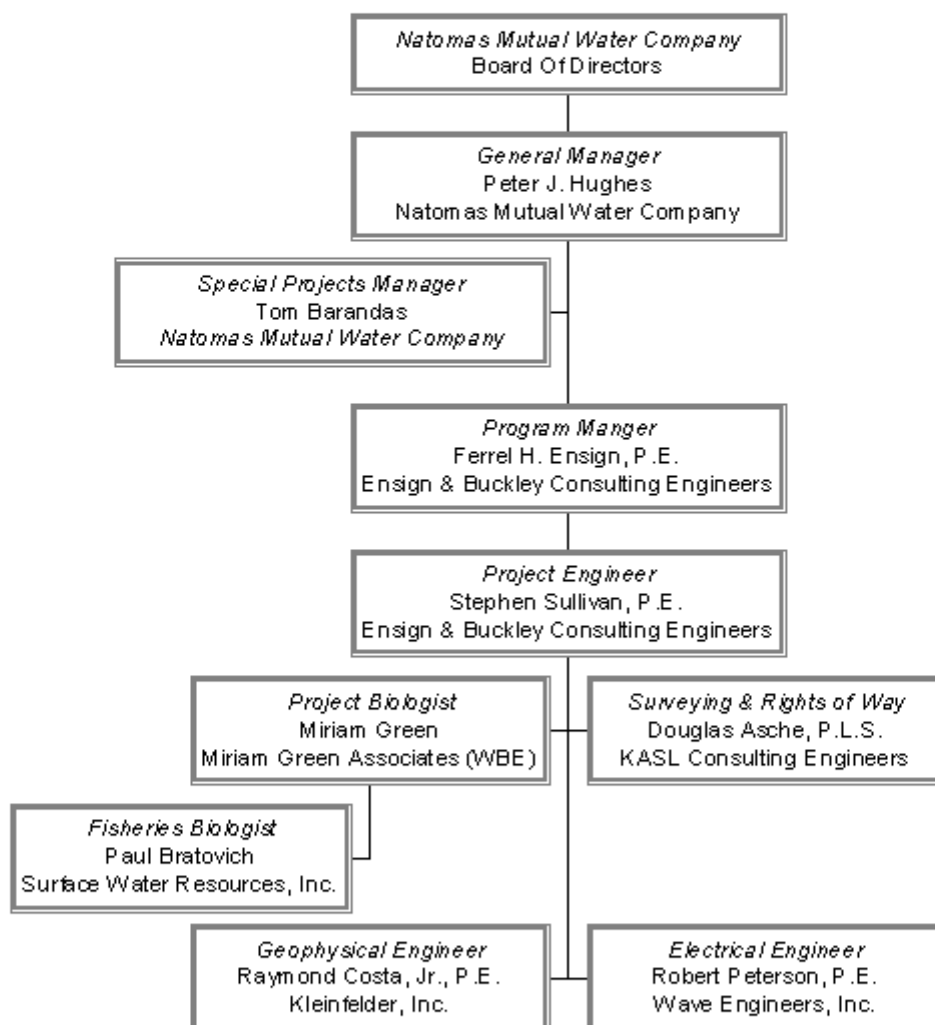 Natomas Mutual Water Company
Board Of Directors
General Manager
Peter J. Hughes
Natomas Mutual Water Company
Special Projects Manager
Tom Barandas
Natomas Mutual Water Company
Program Manger
Ferrel H. Ensign, P.E.
Ensign & Buckley Consulting Engineers
Project Engineer
Stephen Sullivan, P.E.
Ensign & Buckley Consulting Engineers
Project Biologist
Miriam Green
Miriam Green Associates (WBE)
Surveying & Rights of Way
Douglas Asche, P.L.S.
KASL Consulting Engineers
Fisheries Biologist
Paul Bratovich
Surface Water Resources, Inc.
Geophysical Engineer
Raymond Costa, Jr., P.E.
Kleinfelder, Inc.
Electrical Engineer
Robert Peterson, P.E.
Wave Engineers, Inc.